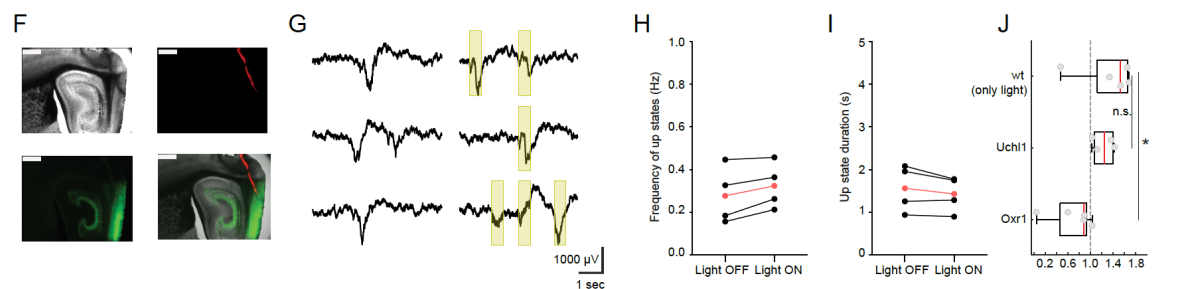 F
G
1000 μV
1 sec
H
Frequency of up states (Hz)
1.0
0.8
0.6
0.4
0.2
0.0
Light OFF Light ON
I
Up state duration (s)
5
4
3
2
1
0
Light OFF Light ON
J
wt
(only light)
n.s.
*
Uchl1
Oxr1
0.2 0.6 1.0 1.4 1.8